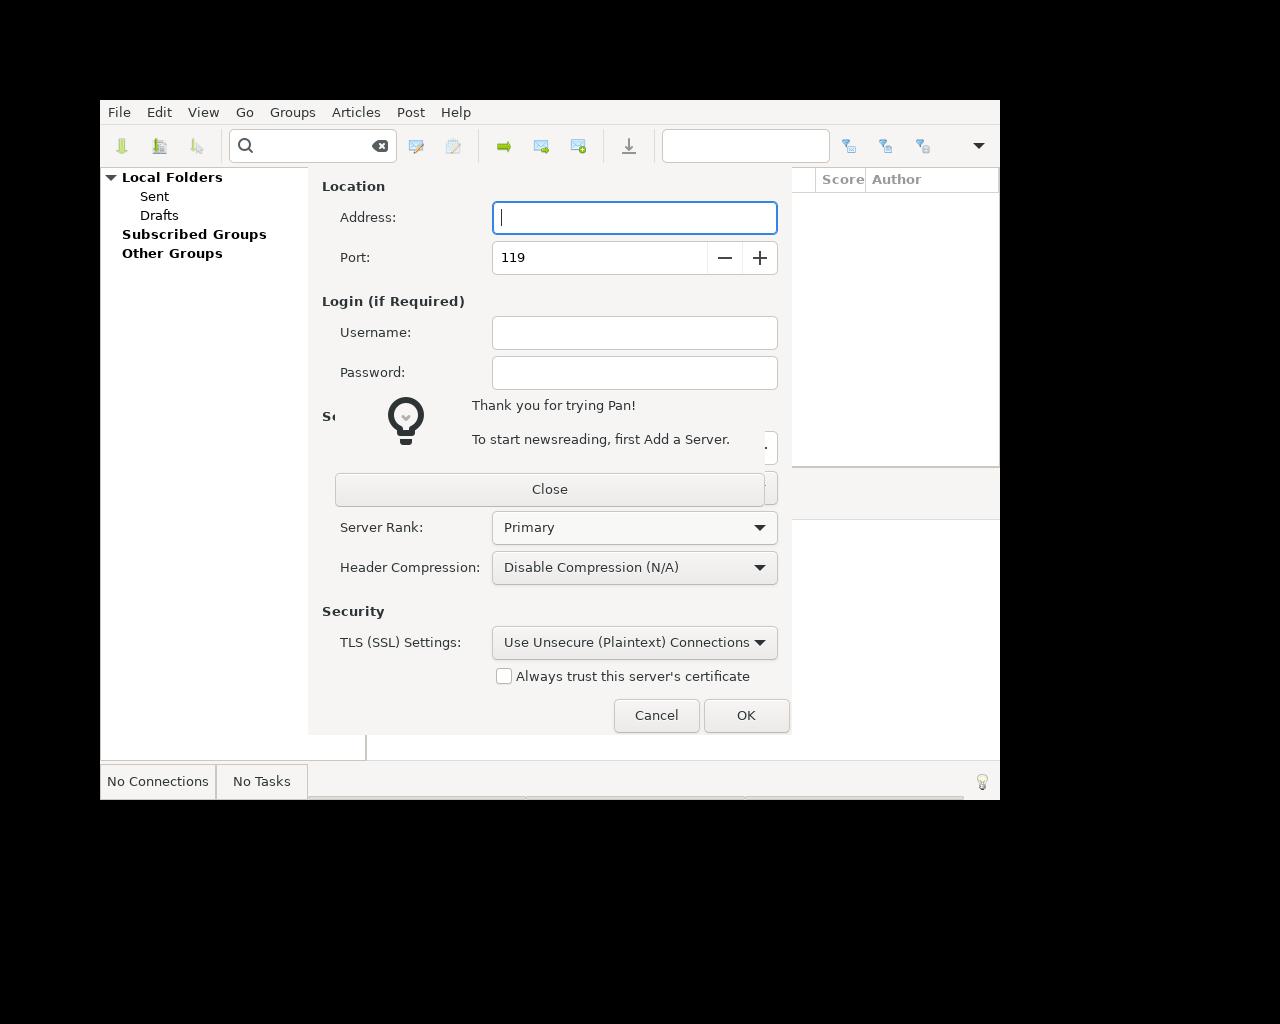 File Edit View Go Groups Articles Post Help
Local Folders
Sent
Drafts
Subscribed Groups
Other Groups
Score Author
Location
Address:
Port: 119
Login (if Required)
Username:
Password:
Thank you for trying Pan!
To start newsreading, first Add a Server.
Close
Server Rank: Primary
Header Compression: Disable Compression (N/A)
Security
TLS (SSL) Settings: Use Unsecure (Plaintext) Connections
Always trust this server's certificate
Cancel OK
No Connections No Tasks